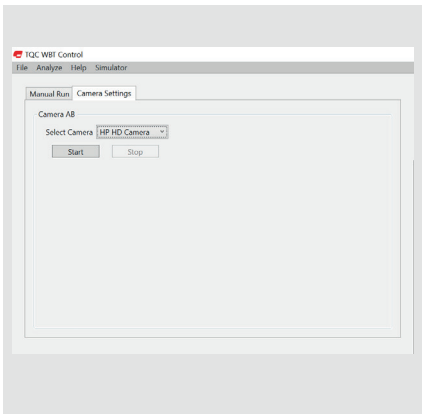 TQC WBT Control
File Analyze Help Simulator
Manual Run Camera Settings
Camera AB
Select Camera HP HD Camera
Start Stop